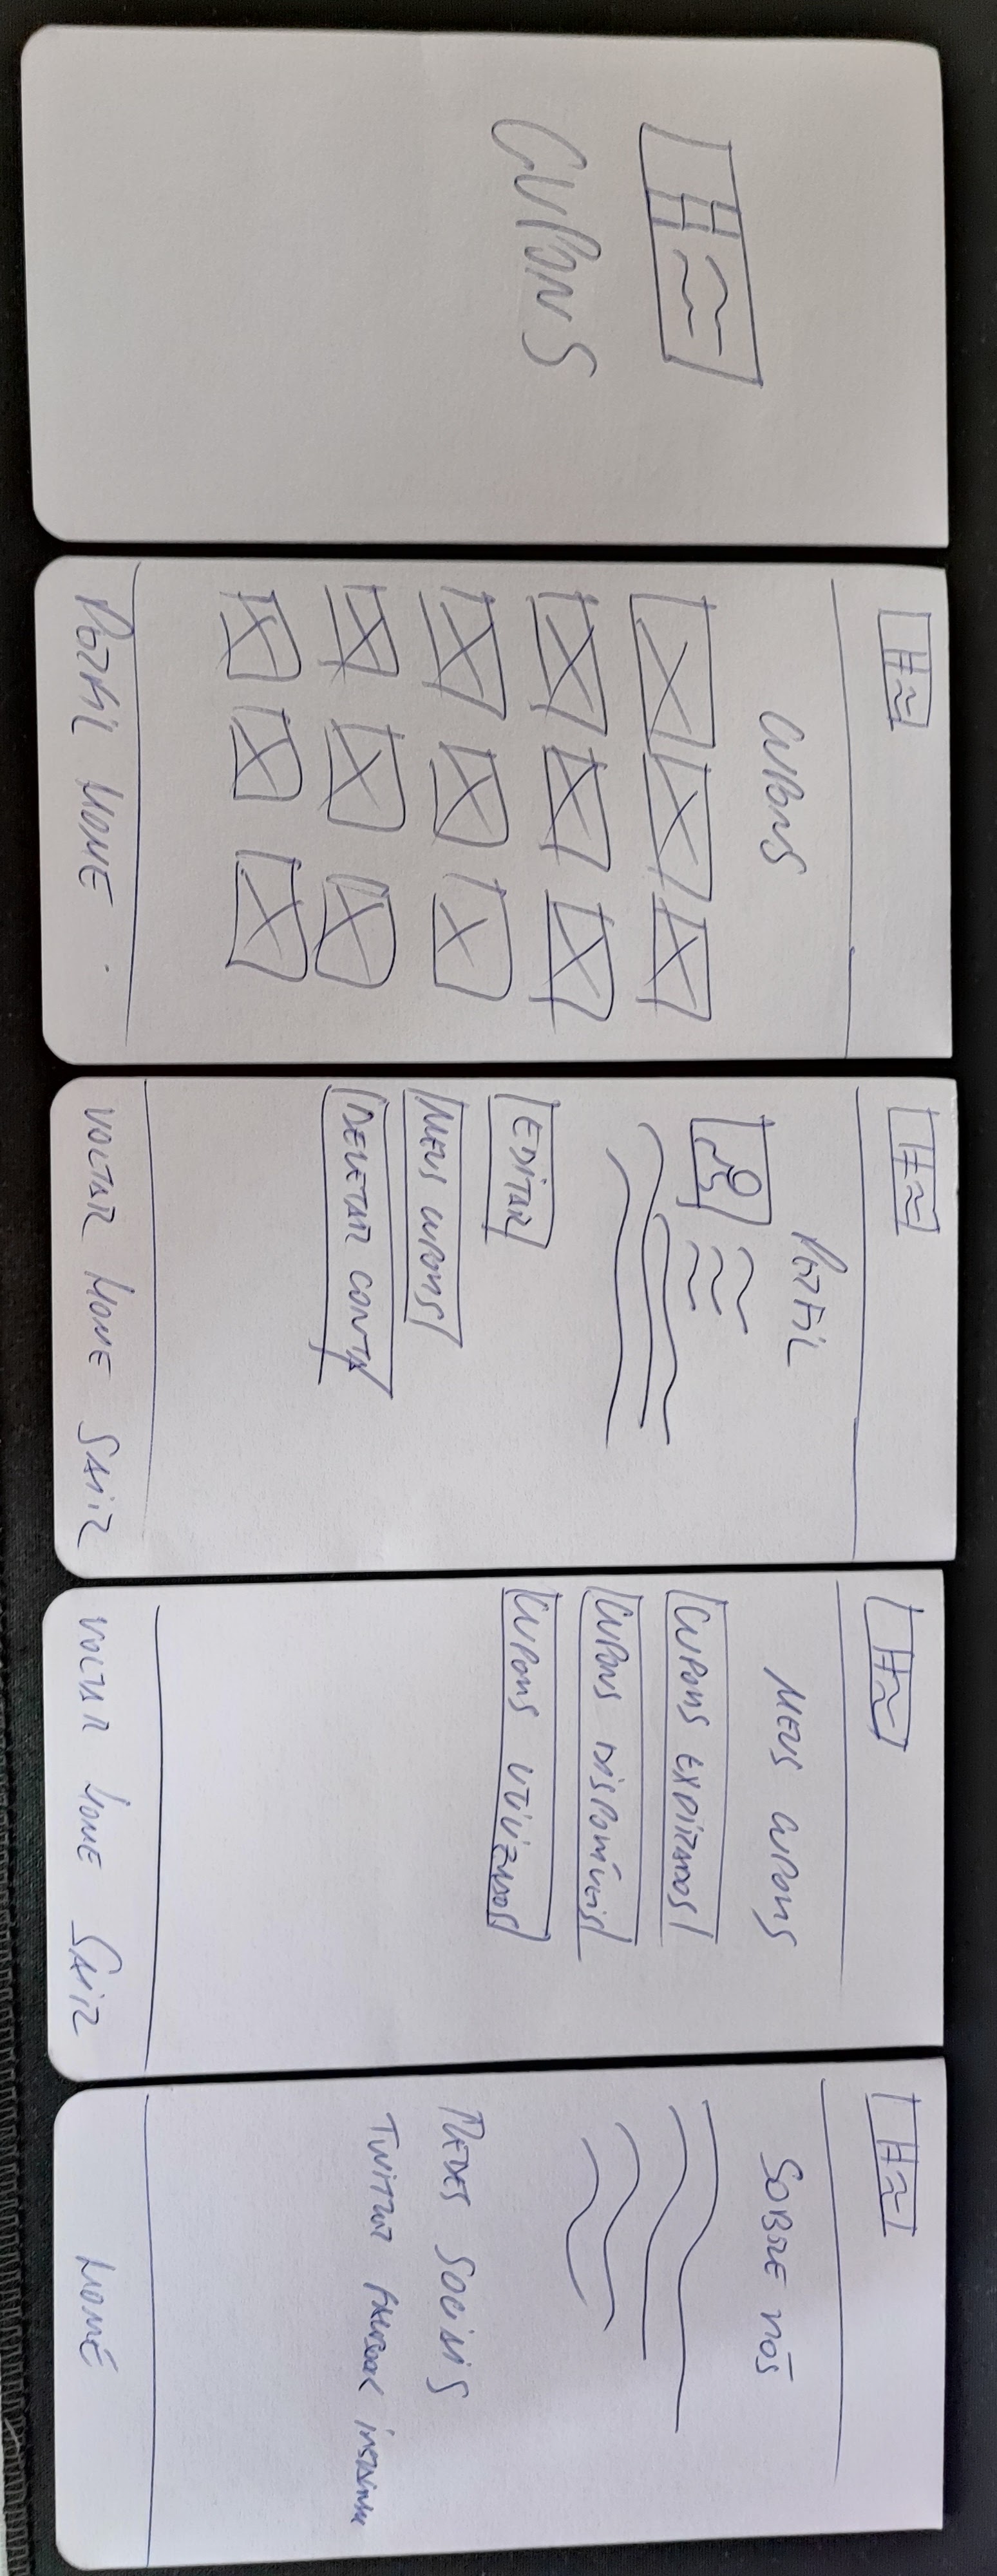 CUPONS
CUPONS
PERFIL HOME
PERFIL
EDITAR
MEUS CUPONS
DELETAR CONTA
VOLTAR HOME SAIR
MEUS CUPONS
CUPONS EXPIRADOS
CUPONS DISPONÍVEIS
CUPONS UTILIZADOS
VOLTAR HOME SAIR
SOBRE NÓS
REDES SOCIAIS
TWITTER FACEBOOK INSTAGRAM
HOME